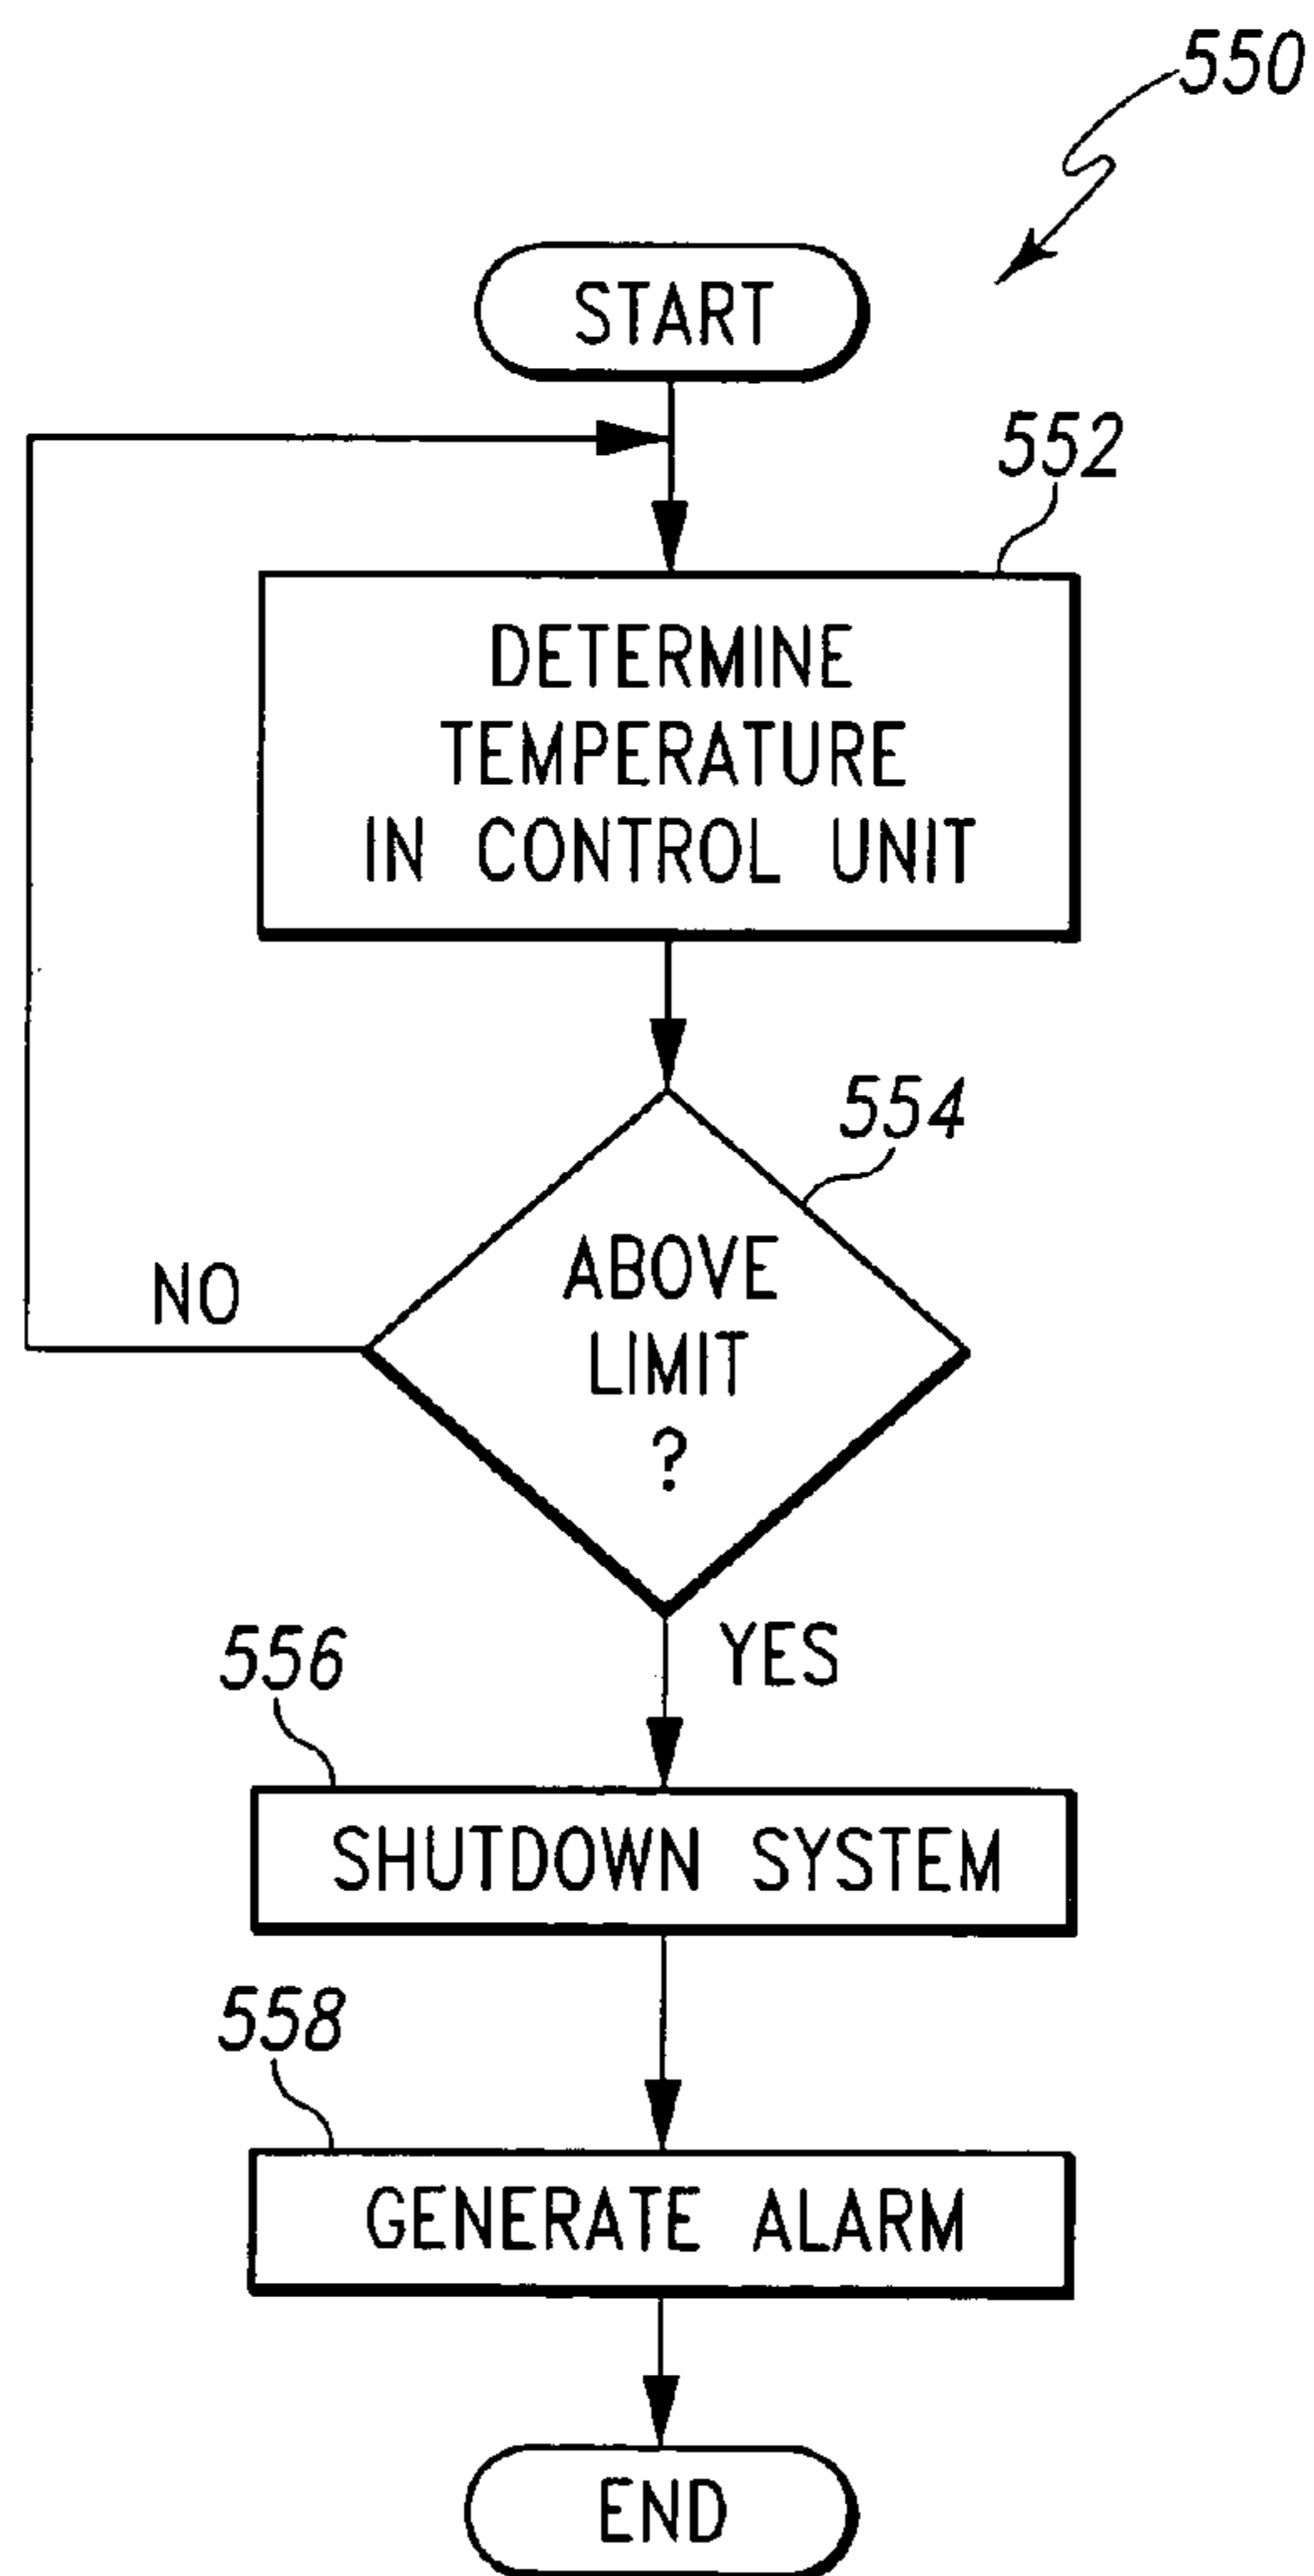 550
START
552
DETERMINE
TEMPERATURE
IN CONTROL UNIT
554
ABOVE
LIMIT
?
NO
YES
556
SHUTDOWN SYSTEM
558
GENERATE ALARM
END